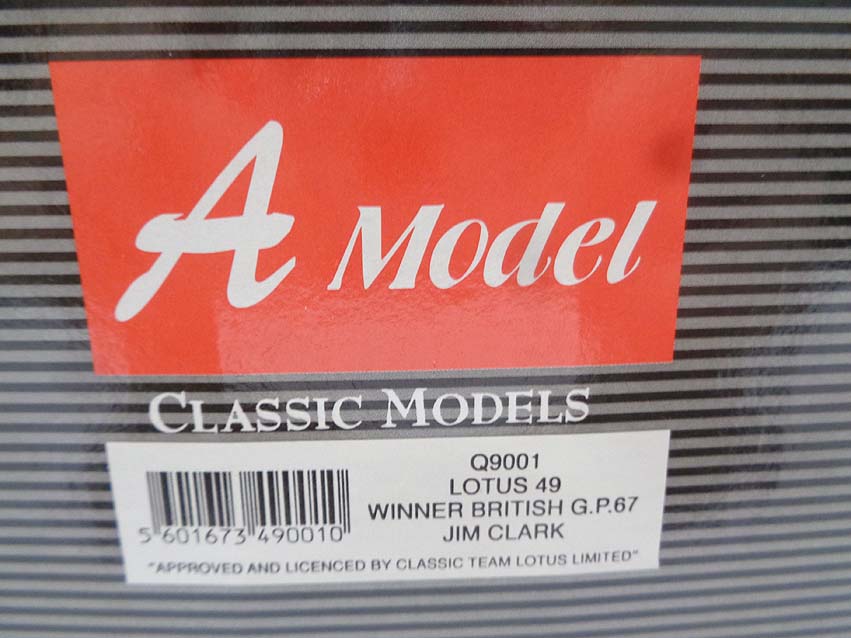 A Model
CLASSIC MODELS
Q9001
LOTUS 49
WINNER BRITISH G.P.67
JIM CLARK
5 601673 490010
"APPROVED AND LICENCED BY CLASSIC TEAM LOTUS LIMITED"